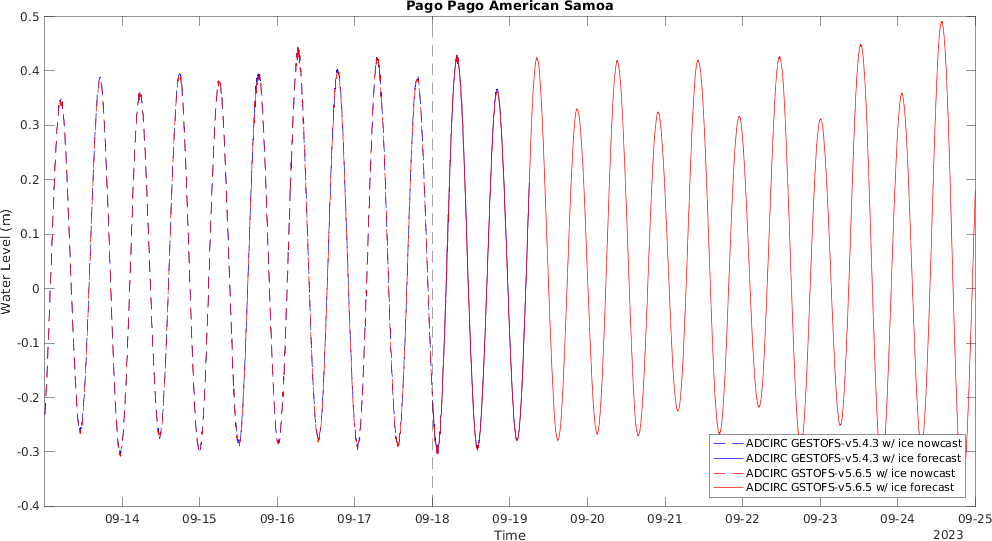 Pago Pago American Samoa
0.5
0.4
0.3
0.2
0.1
0
-0.1
-0.2
-0.3
-0.4
Water Level (m)
ADCIRC GESTOFS-v5.4.3 w/ ice nowcast
ADCIRC GSTOFS-v5.4.3 w/ ice forecast
ADCIRC GSTOFS-v5.6.5 w/ ice nowcast
ADCIRC GSTOFS-v5.6.5 w/ ice forecast
09-14 09-15 09-16 09-17 09-18 09-19 09-20 09-21 09-22 09-23 09-24 09-25
Time
2023